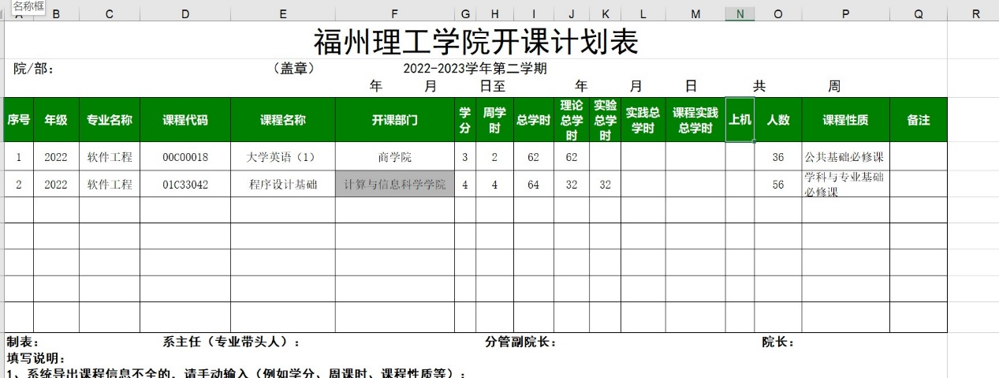 名称框
A B C D E F G H I J K L M N O P Q R
福州理工学院开课计划表
院/部： （盖章） 2022-2023学年第二学期
年 月 日至 年 月 日 共 周
序号 年级 专业名称 课程代码 课程名称 开课部门 学分 周学时 总学时 理论总学时 实验总学时 实践总学时 课程实践总学时 上机 人数 课程性质 备注
1 2022 软件工程 00C00018 大学英语（1） 商学院 3 2 62 62 36 公共基础必修课
2 2022 软件工程 01C33042 程序设计基础 计算与信息科学学院 4 4 64 32 32 56 学科与专业基础必修课
制表： 系主任（专业带头人）： 分管副院长： 院长：
填写说明：
1、系统导出课程信息不全的，请手动输入（例如学分、周课时、课程性质等）；